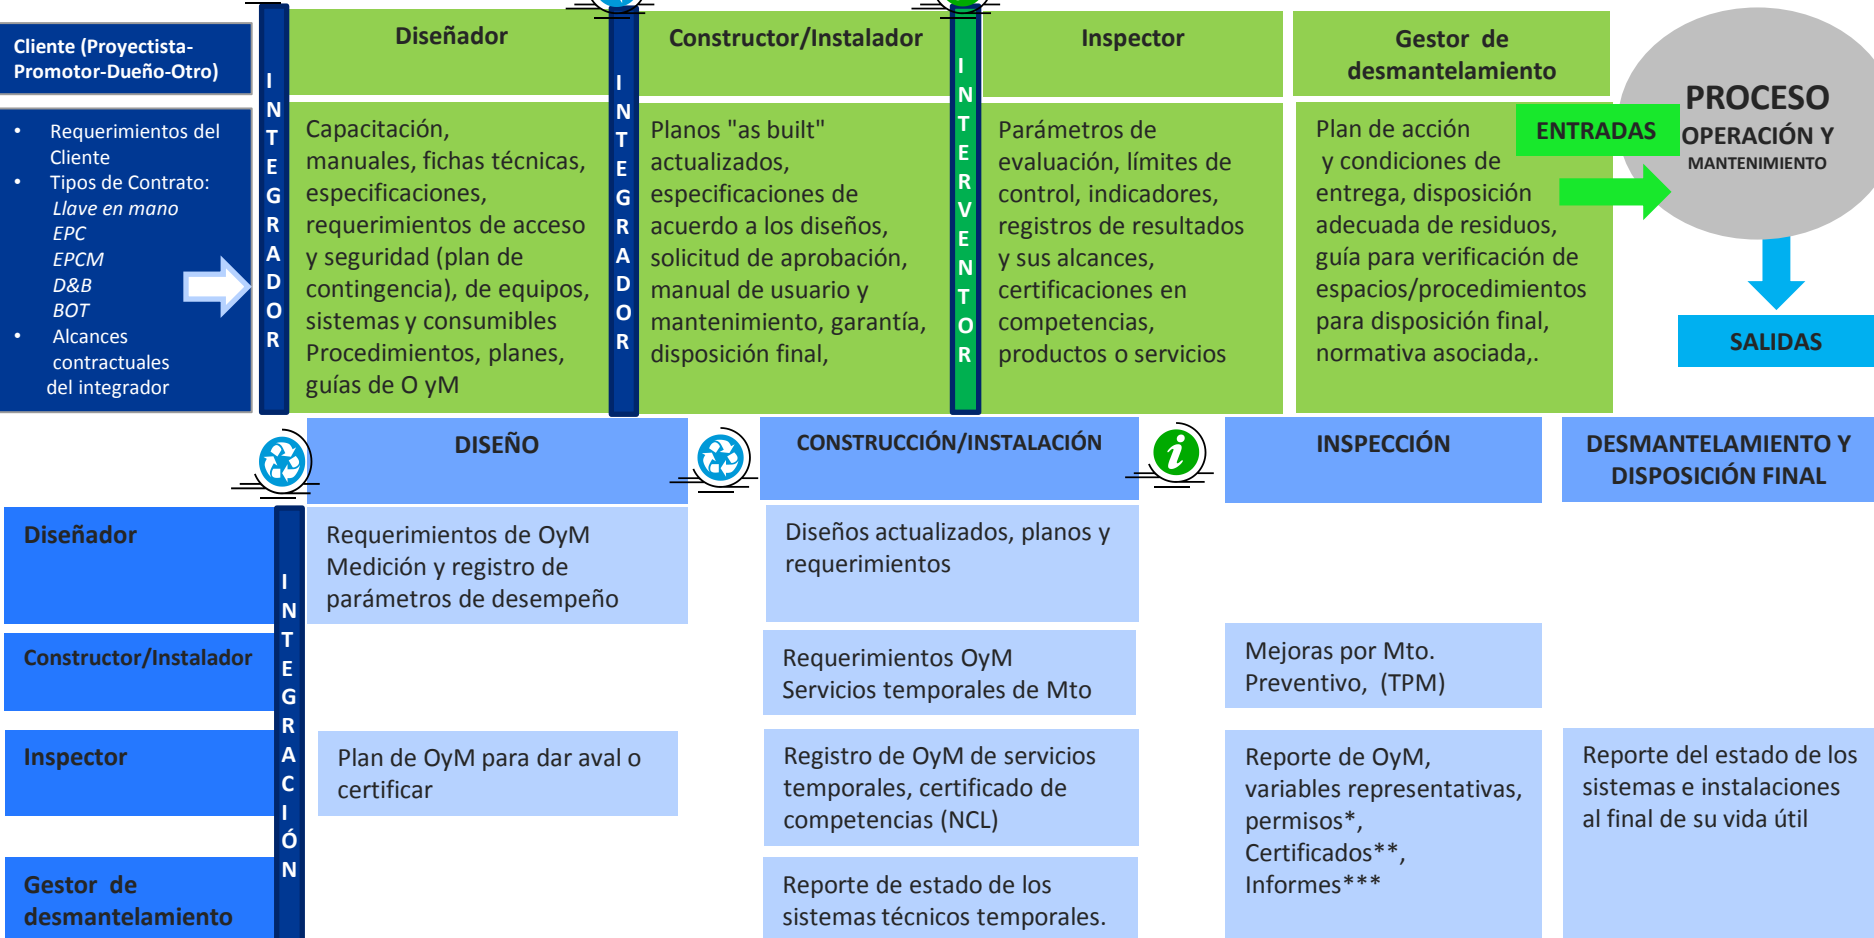 Cliente (Proyectista-
Promotor-Dueño-Otro)
• Requerimientos del
Cliente
• Tipos de Contrato:
Llave en mano
EPC
EPCM
D&B
BOT
• Alcances
contractuales
del integrador
INTEGRADOR
Diseñador
Capacitación,
manuales, fichas técnicas,
especificaciones,
requerimientos de acceso
y seguridad (plan de
contingencia), de equipos,
sistemas y consumibles
Procedimientos, planes,
guías de O yM
INTEGRADOR
Constructor/Instalador
Planos "as built"
actualizados,
especificaciones de
acuerdo a los diseños,
solicitud de aprobación,
manual de usuario y
mantenimiento, garantía,
disposición final,
INTERVENTOR
Inspector
Parámetros de
evaluación, límites de
control, indicadores,
registros de resultados
y sus alcances,
certificaciones en
competencias,
productos o servicios
Gestor de
desmantelamiento
Plan de acción
y condiciones de
entrega, disposición
adecuada de residuos,
guía para verificación de
espacios/procedimientos
para disposición final,
normativa asociada,.
ENTRADAS
PROCESO
OPERACIÓN Y
MANTENIMIENTO
SALIDAS
DISEÑO
CONSTRUCCIÓN/INSTALACIÓN
i
INSPECCIÓN
DESMANTELAMIENTO Y
DISPOSICIÓN FINAL
INTEGRACIÓN
Diseñador
Requerimientos de OyM
Medición y registro de
parámetros de desempeño
Diseños actualizados, planos y
requerimientos
Constructor/Instalador
Requerimientos OyM
Servicios temporales de Mto
Mejoras por Mto.
Preventivo, (TPM)
Inspector
Plan de OyM para dar aval o
certificar
Registro de OyM de servicios
temporales, certificado de
competencias (NCL)
Reporte de OyM,
variables representativas,
permisos*,
Certificados**,
Informes***
Reporte del estado de los
sistemas e instalaciones
al final de su vida útil
Gestor de
desmantelamiento
Reporte de estado de los
sistemas técnicos temporales.